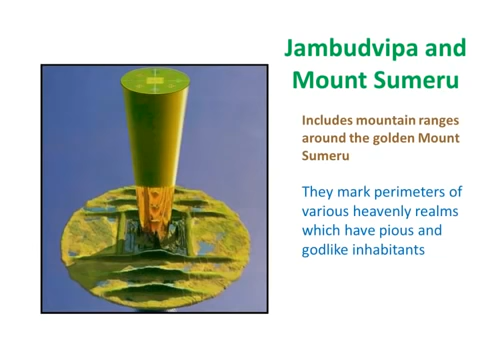 Jambudvipa and
Mount Sumeru
Includes mountain ranges
around the golden Mount
Sumeru
They mark perimeters of
various heavenly realms
which have pious and
godlike inhabitants